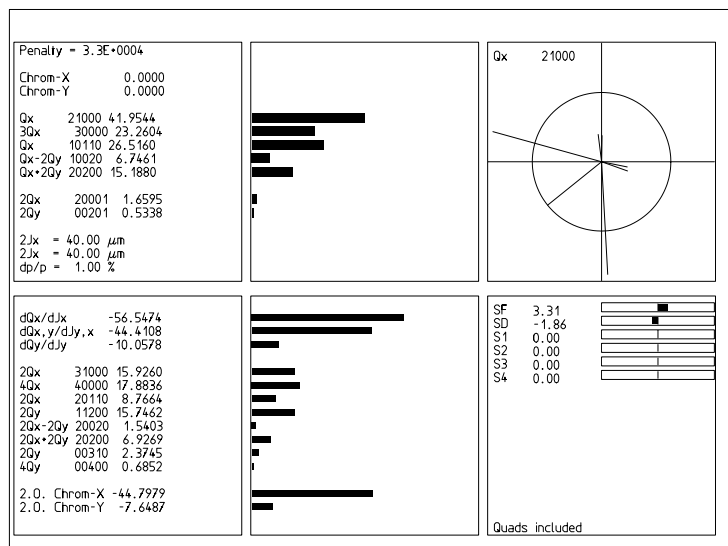 Penalty = 3.3E+0004
Chrom-X 0.0000
Chrom-Y 0.0000
Qx 21000 41.9544
3Qx 30000 23.2604
Qx 10110 26.5160
Qx-2Qy 10020 6.7461
Qx+2Qy 20200 15.1880
2Qx 20001 1.6595
2Qy 00201 0.5338
2Jx = 40.00 μm
2Jx = 40.00 μm
dp/p = 1.00 %
Qx 21000
dQx/dJx -56.5474
dQx,y/dJy,x -44.4108
dQy/dJy -10.0578
2Qx 31000 15.9260
4Qx 40000 17.8836
2Qx 20110 8.7664
2Qy 11200 15.7462
2Qx-2Qy 20020 1.5403
2Qx+2Qy 20200 6.9269
2Qy 00310 2.3745
4Qy 00400 0.6852
2.O. Chrom-X -44.7979
2.O. Chrom-Y -7.6487
SF 3.31
SD -1.86
S1 0.00
S2 0.00
S3 0.00
S4 0.00
Quads included